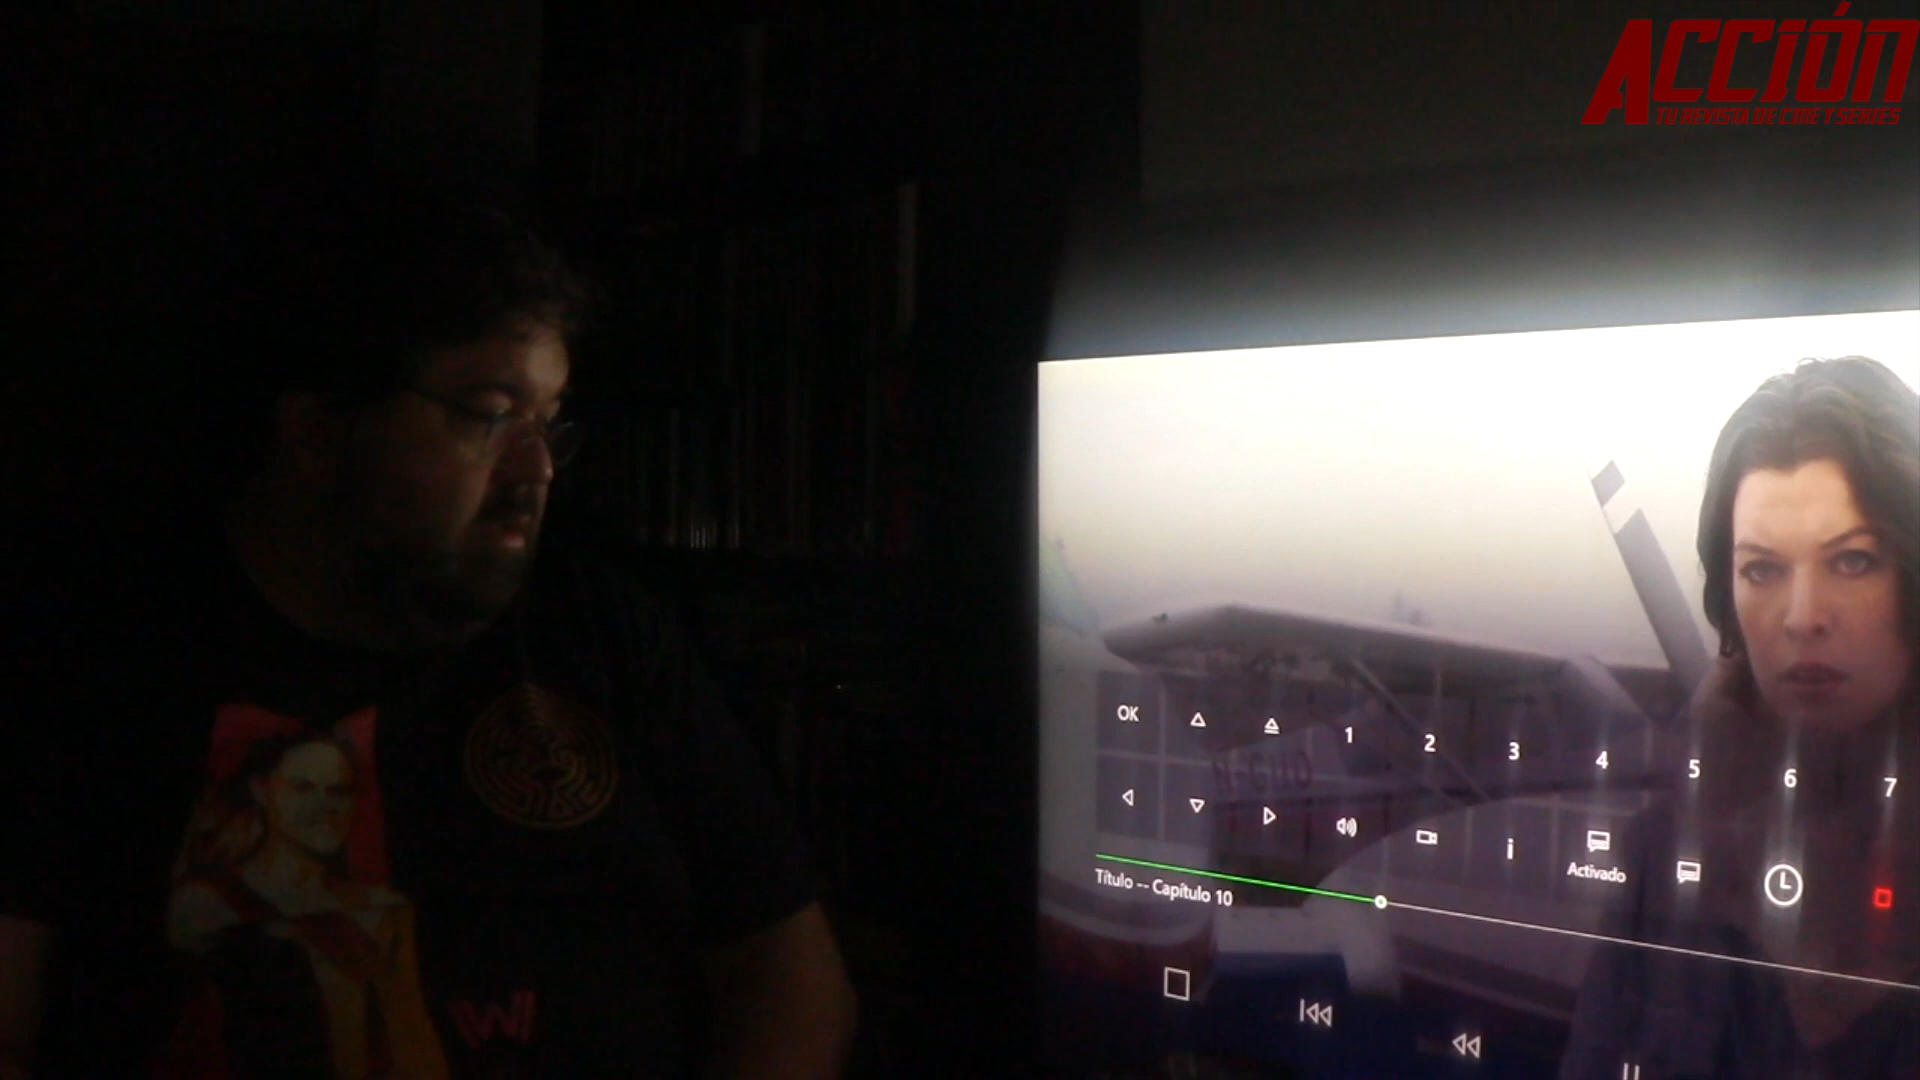 ACCIÓN
TU REVISTA DE CINE Y SERIES
OK
1
2
3
4
5
6
7
i
Activado
Título -- Capítulo 10
W